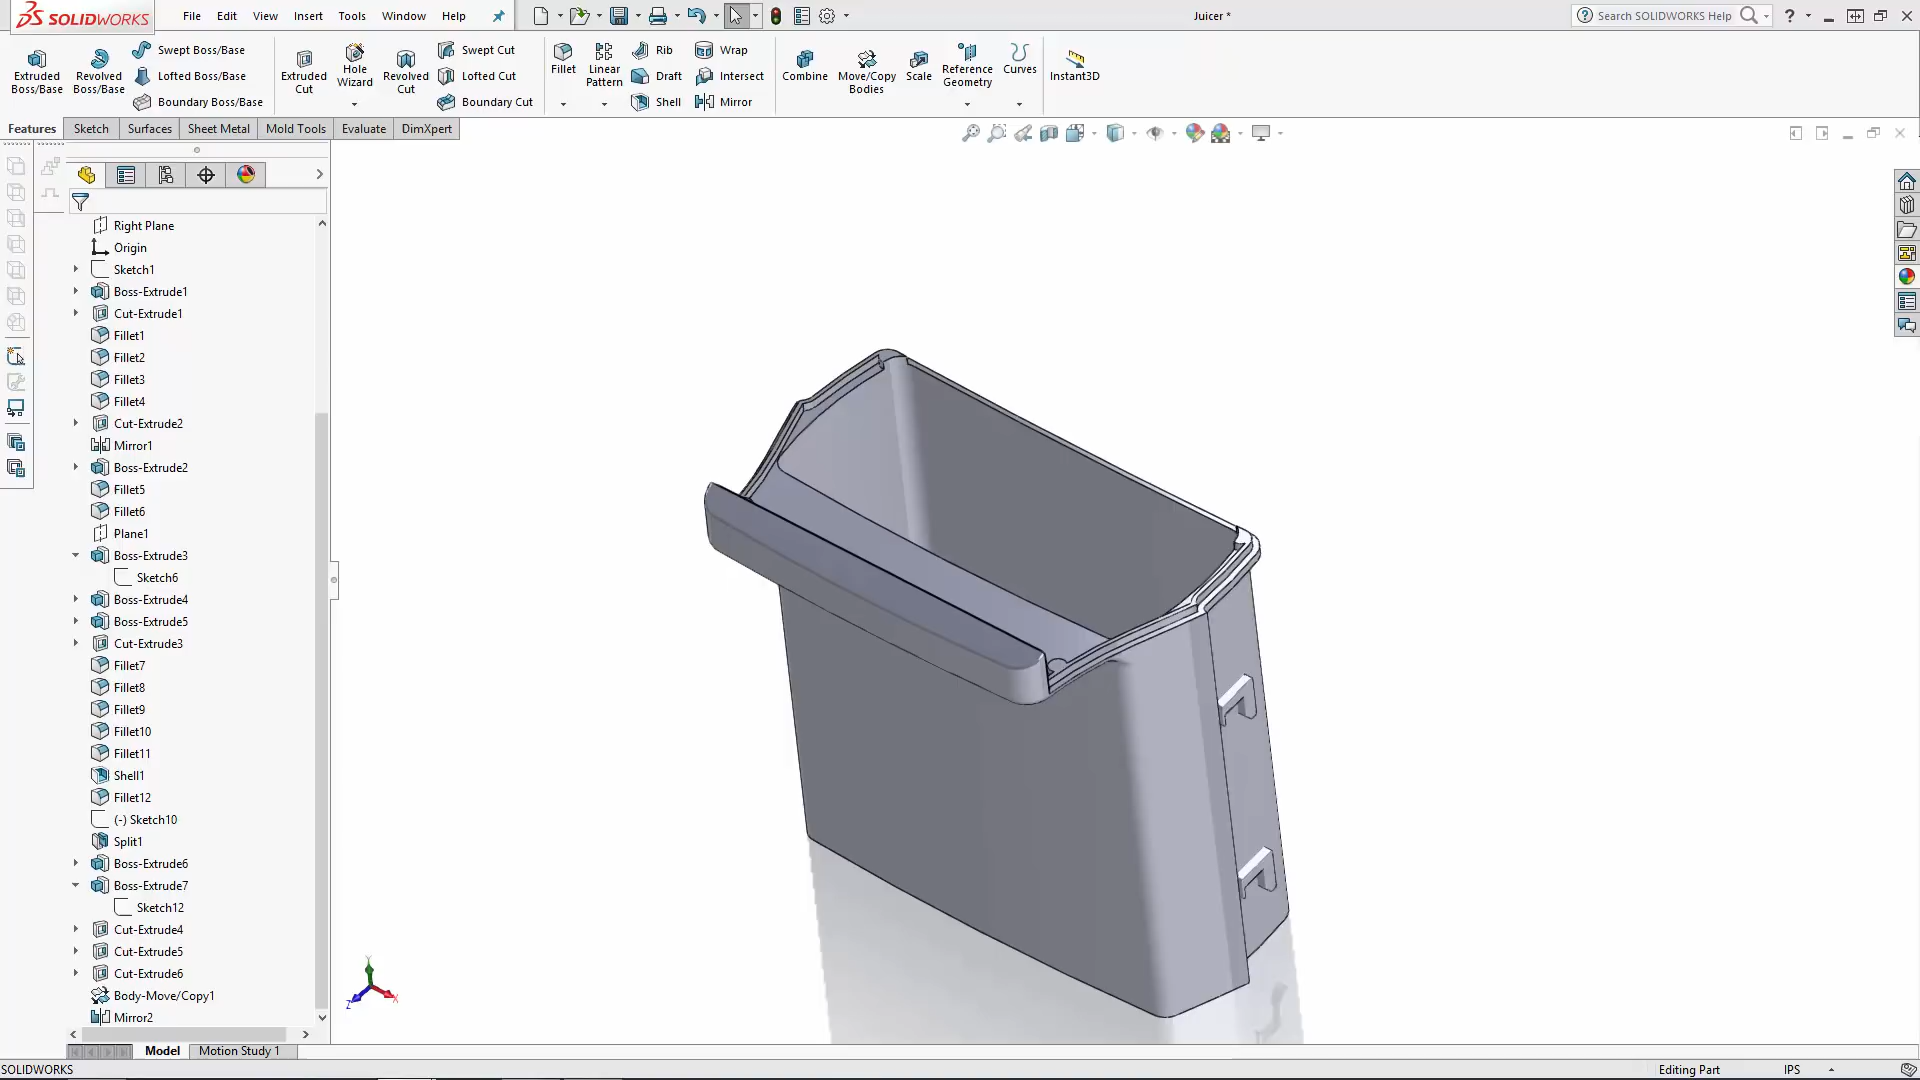 SOLIDWORKS
File Edit View Insert Tools Window Help
Juicer *
Search SOLIDWORKS Help
Extruded Boss/Base
Revolved Boss/Base
Swept Boss/Base
Lofted Boss/Base
Boundary Boss/Base
Extruded Cut
Hole Wizard
Revolved Cut
Swept Cut
Lofted Cut
Boundary Cut
Fillet
Linear Pattern
Rib
Draft
Shell
Wrap
Intersect
Mirror
Combine
Move/Copy Bodies
Scale
Reference Geometry
Curves
Instant3D
Features Sketch Surfaces Sheet Metal Mold Tools Evaluate DimXpert
Right Plane
Origin
Sketch1
Boss-Extrude1
Cut-Extrude1
Fillet1
Fillet2
Fillet3
Fillet4
Cut-Extrude2
Mirror1
Boss-Extrude2
Fillet5
Fillet6
Plane1
Boss-Extrude3
Sketch6
Boss-Extrude4
Boss-Extrude5
Cut-Extrude3
Fillet7
Fillet8
Fillet9
Fillet10
Fillet11
Shell1
Fillet12
(-) Sketch10
Split1
Boss-Extrude6
Boss-Extrude7
Sketch12
Cut-Extrude4
Cut-Extrude5
Cut-Extrude6
Body-Move/Copy1
Mirror2
Y
Z X
Model Motion Study 1
SOLIDWORKS
Editing Part IPS